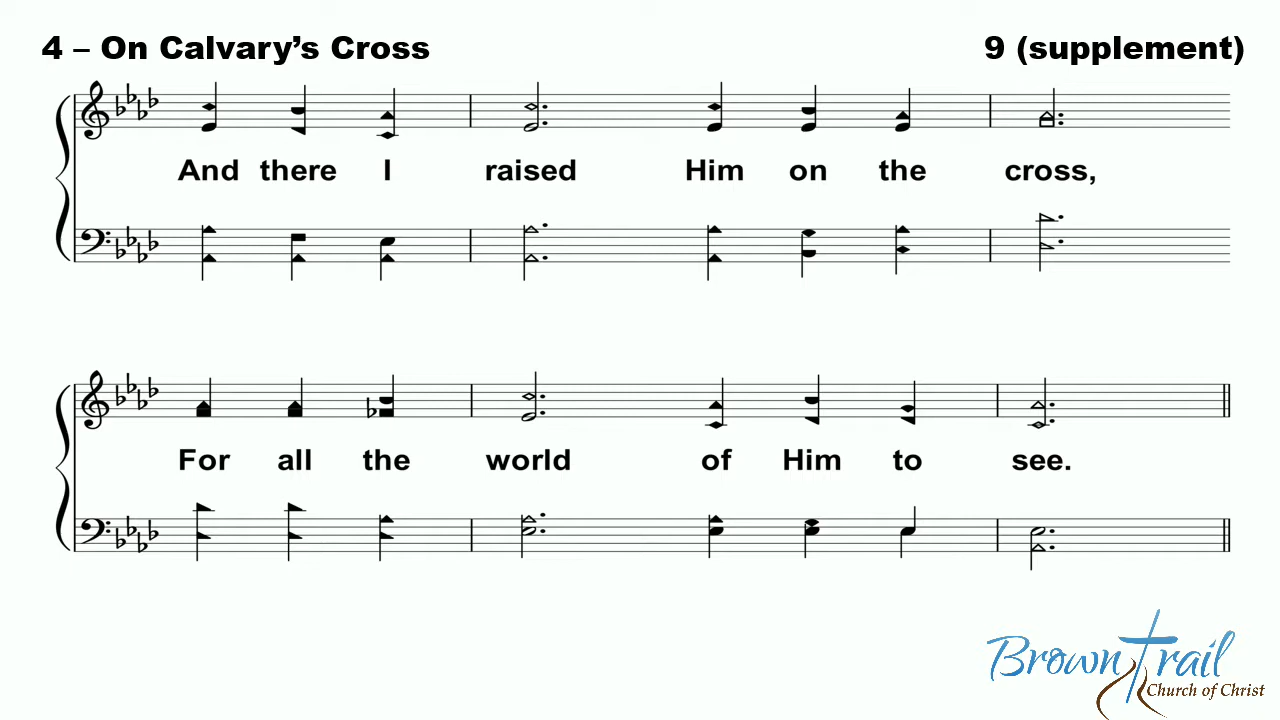 4 – On Calvary’s Cross
9 (supplement)
And there I raised Him on the cross,
For all the world of Him to see.
Brown Trail
Church of Christ